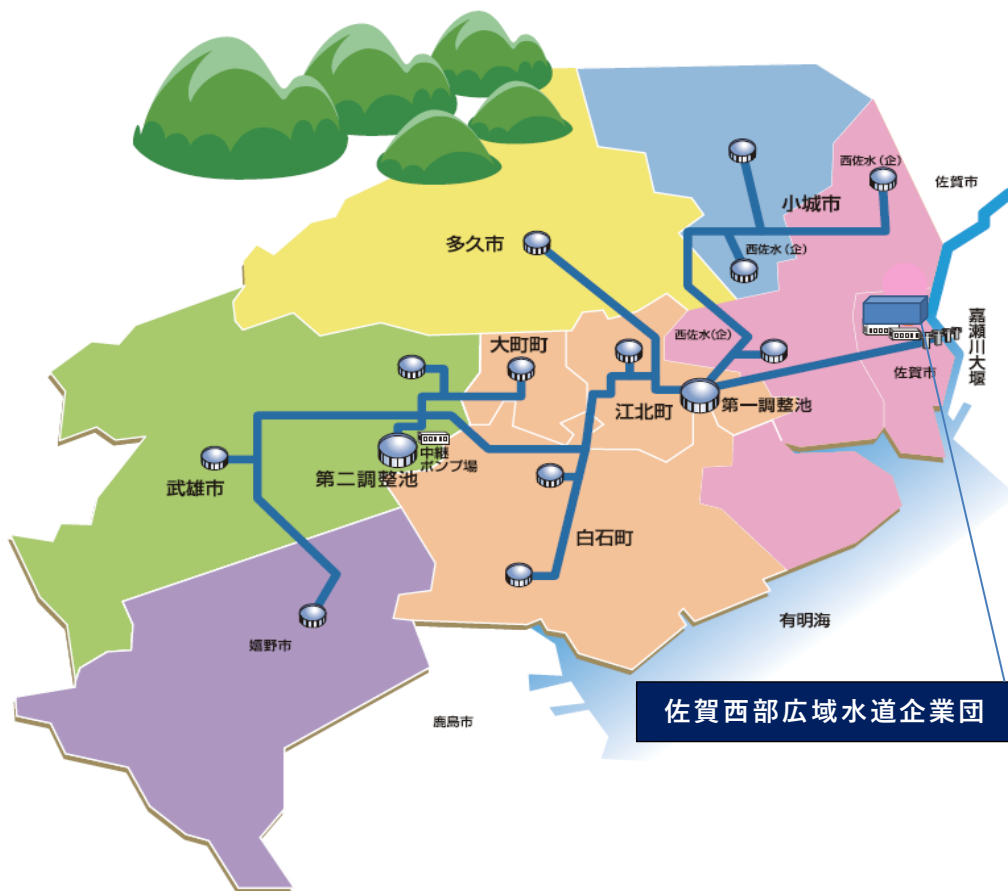 西佐水（企）
佐賀市
小城市
多久市
西佐水（企）
嘉瀬川大堰
西佐水(企)
大町町
佐賀市
江北町
第一調整池
中継
ポンプ場
第二調整池
武雄市
白石町
有明海
嬉野市
鹿島市
佐賀西部広域水道企業団